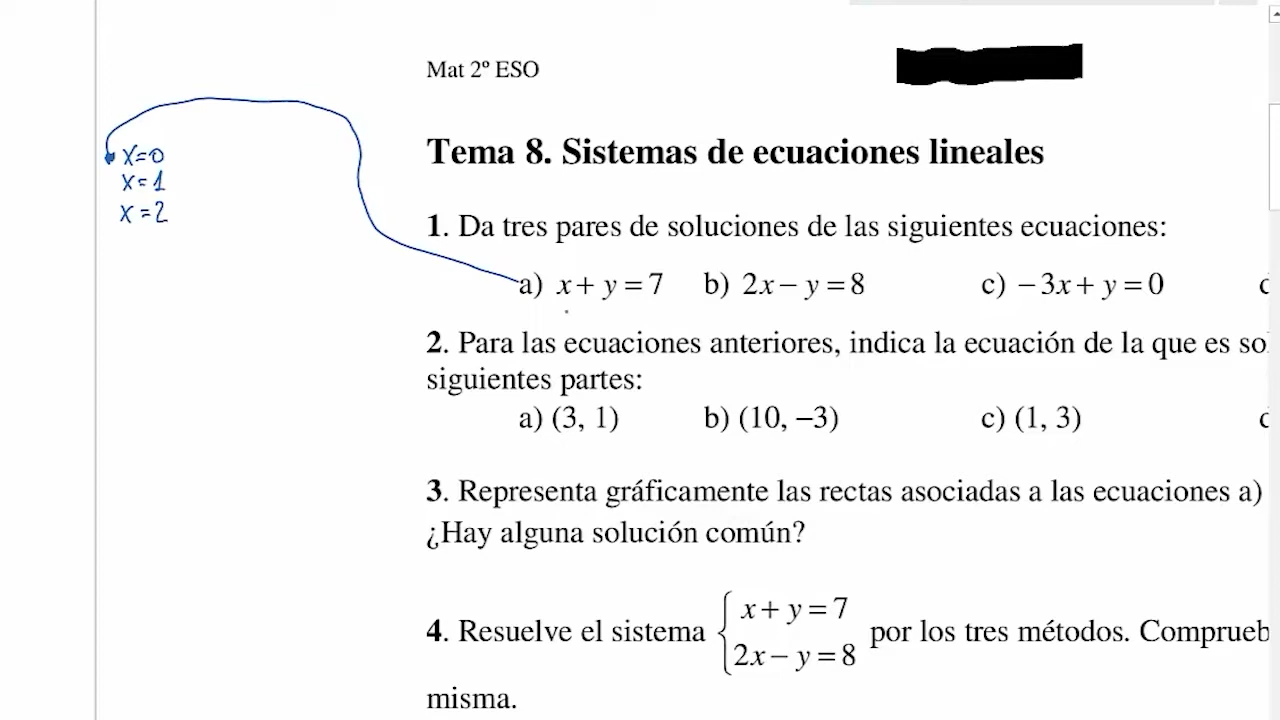 Mat 2º ESO
x=0
x=1
x=2
Tema 8. Sistemas de ecuaciones lineales
1. Da tres pares de soluciones de las siguientes ecuaciones:
a) x + y = 7 b) 2x − y = 8 c) −3x + y = 0
2. Para las ecuaciones anteriores, indica la ecuación de la que es so
siguientes partes:
a) (3, 1) b) (10, −3) c) (1, 3)
3. Representa gráficamente las rectas asociadas a las ecuaciones a)
¿Hay alguna solución común?
x + y = 7
4. Resuelve el sistema { por los tres métodos. Comprueb
2x − y = 8
misma.